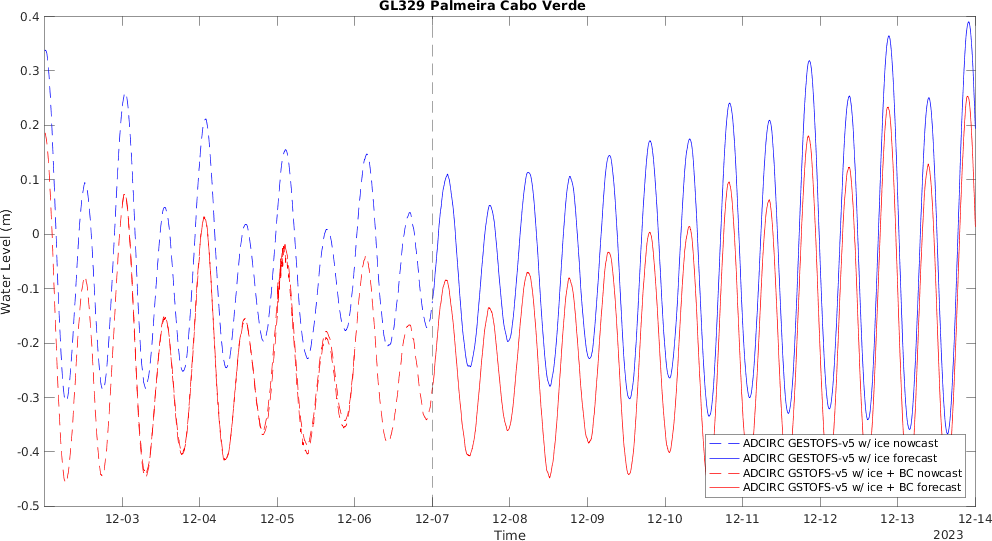 GL329 Palmeira Cabo Verde
0.4
0.3
0.2
0.1
0
-0.1
-0.2
-0.3
-0.4
-0.5
Water Level (m)
ADCIRC GESTOFS-v5 w/ ice nowcast
ADCIRC GESTOFS-v5 w/ ice forecast
ADCIRC GSTOFS-v5 w/ ice + BC nowcast
ADCIRC GSTOFS-v5 w/ ice + BC forecast
12-03 12-04 12-05 12-06 12-07 12-08 12-09 12-10 12-11 12-12 12-13 12-14
Time
2023